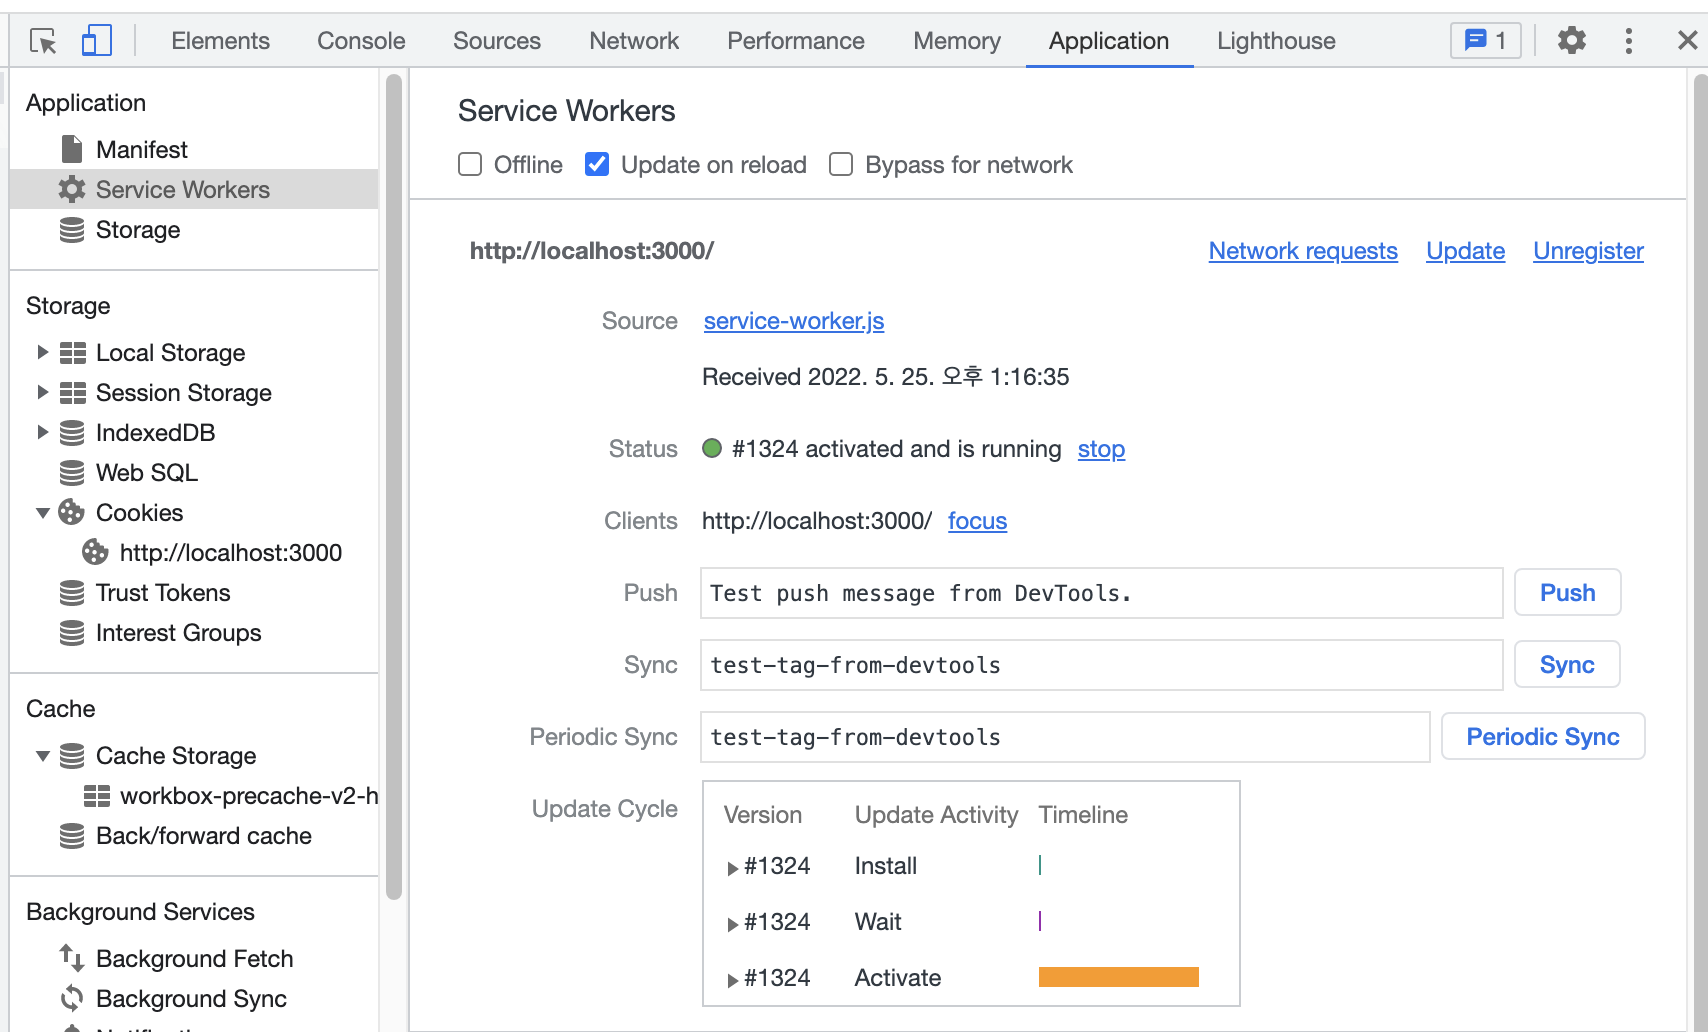 Elements Console Sources Network Performance Memory Application Lighthouse 1
Application
Manifest
Service Workers
Storage
Storage
Local Storage
Session Storage
IndexedDB
Web SQL
Cookies
http://localhost:3000
Trust Tokens
Interest Groups
Cache
Cache Storage
workbox-precache-v2-h
Back/forward cache
Background Services
Background Fetch
Background Sync
Service Workers
Offline Update on reload Bypass for network
http://localhost:3000/ Network requests Update Unregister
Source service-worker.js
Received 2022. 5. 25. 오후 1:16:35
Status #1324 activated and is running stop
Clients http://localhost:3000/ focus
Push Test push message from DevTools. Push
Sync test-tag-from-devtools Sync
Periodic Sync test-tag-from-devtools Periodic Sync
Update Cycle Version Update Activity Timeline
#1324 Install
#1324 Wait
#1324 Activate